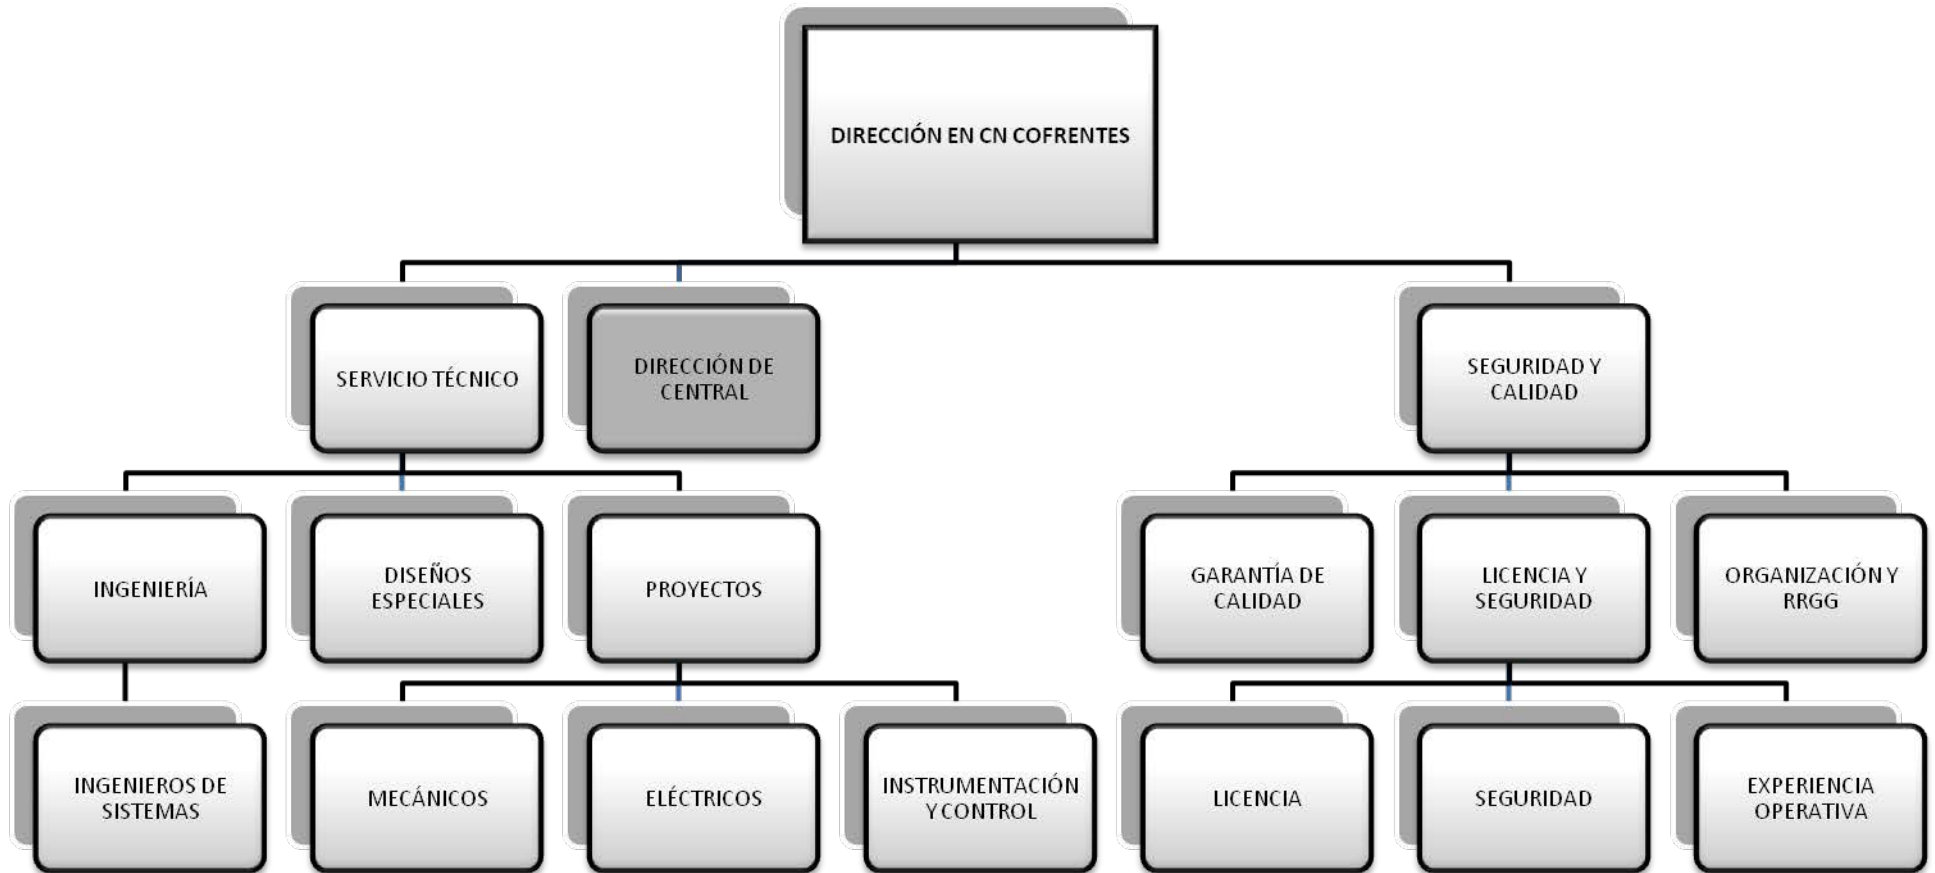 DIRECCIÓN EN CN COFRENTES
SERVICIO TÉCNICO
DIRECCIÓN DE
CENTRAL
SEGURIDAD Y
CALIDAD
INGENIERÍA
DISEÑOS
ESPECIALES
PROYECTOS
GARANTÍA DE
CALIDAD
LICENCIA Y
SEGURIDAD
ORGANIZACIÓN Y
RRGG
INGENIEROS DE
SISTEMAS
MECÁNICOS
ELÉCTRICOS
INSTRUMENTACIÓN
Y CONTROL
LICENCIA
SEGURIDAD
EXPERIENCIA
OPERATIVA